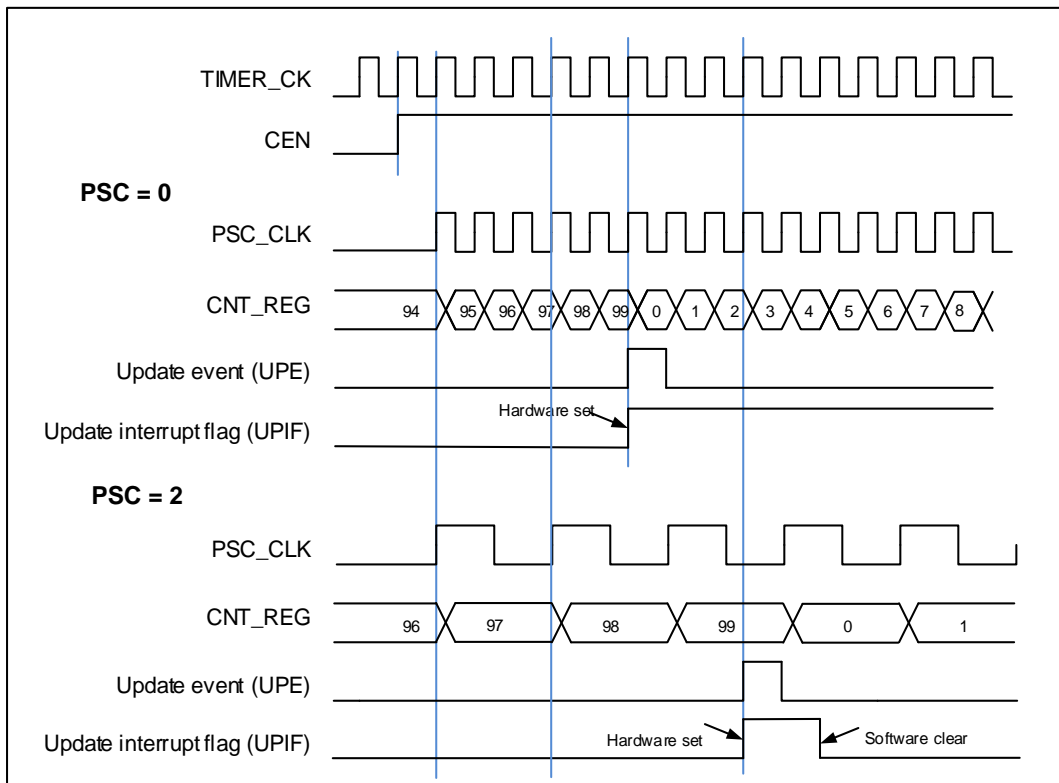 TIMER_CK
CEN
PSC = 0
PSC_CLK
CNT_REG 94 95 96 97 98 99 0 1 2 3 4 5 6 7 8
Update event (UPE)
Hardware set
Update interrupt flag (UPIF)
PSC = 2
PSC_CLK
CNT_REG 96 97 98 99 0 1
Update event (UPE)
Update interrupt flag (UPIF) Hardware set Software clear